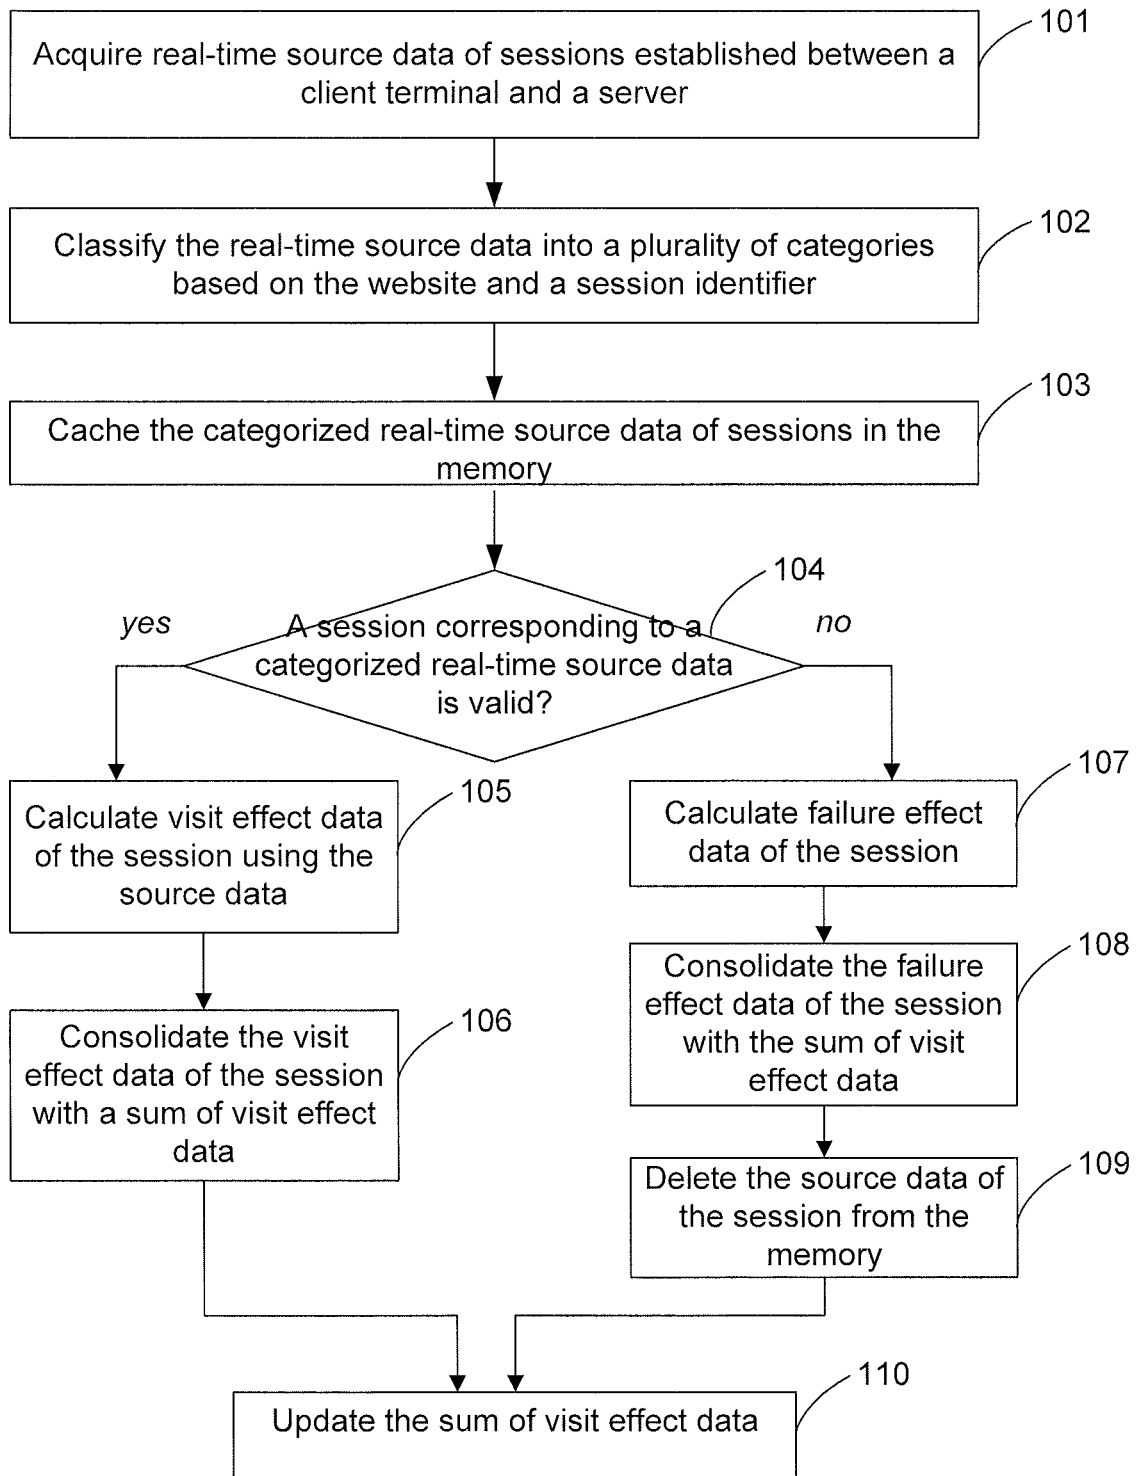 101
Acquire real-time source data of sessions established between a
client terminal and a server
102
Classify the real-time source data into a plurality of categories
based on the website and a session identifier
103
Cache the categorized real-time source data of sessions in the
memory
104
yes
no
A session corresponding to a
categorized real-time source data
is valid?
105
Calculate visit effect data
of the session using the
source data
106
Consolidate the visit
effect data of the session
with a sum of visit effect
data
107
Calculate failure effect
data of the session
108
Consolidate the failure
effect data of the session
with the sum of visit
effect data
109
Delete the source data of
the session from the
memory
110
Update the sum of visit effect data